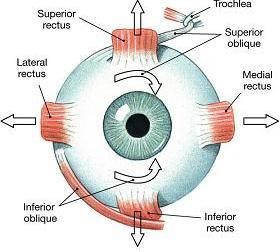 Trochlea
Superior
rectus
Superior
oblique
Lateral
rectus
Medial
rectus
Inferior
oblique
Inferior
rectus